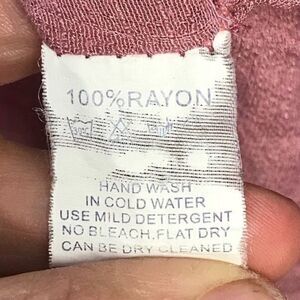 100%RAYON
HAND WASH
IN COLD WATER
USE MILD DETERGENT
NO BLEACH.FLAT DRY
CAN BE DRY CLEANED